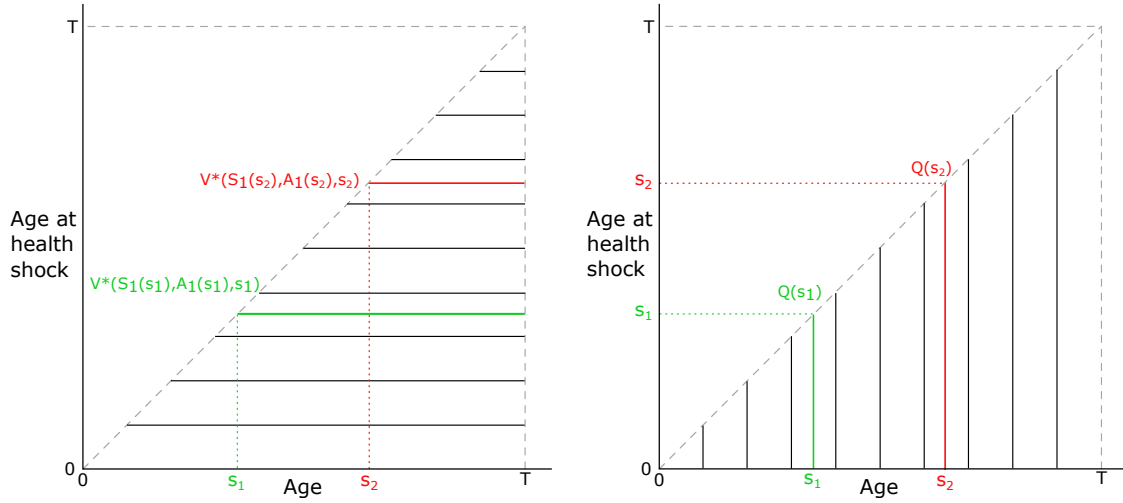 T
V*(S₁(s₂),A₁(s₂),s₂)
Age at
health
shock
V*(S₁(s₁),A₁(s₁),s₁)
0
0
s₁
Age
s₂
T
T
Q(s₂)
s₂
Age at
health
shock
Q(s₁)
s₁
0
0
s₁
Age
s₂
T